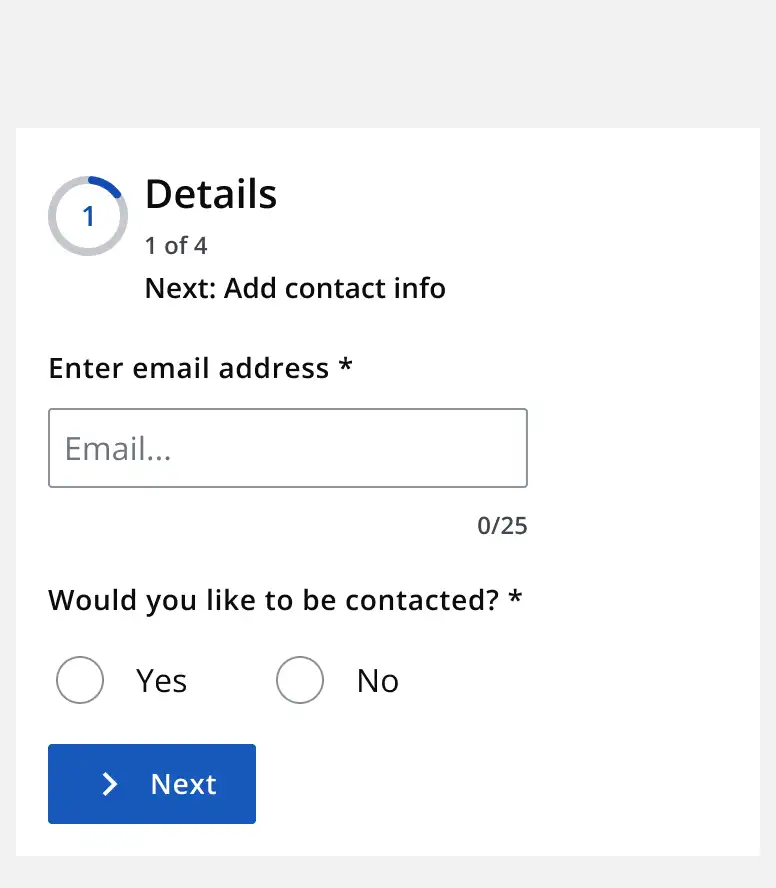 1
Details
1 of 4
Next: Add contact info
Enter email address *
Email...
0/25
Would you like to be contacted? *
Yes No
Next